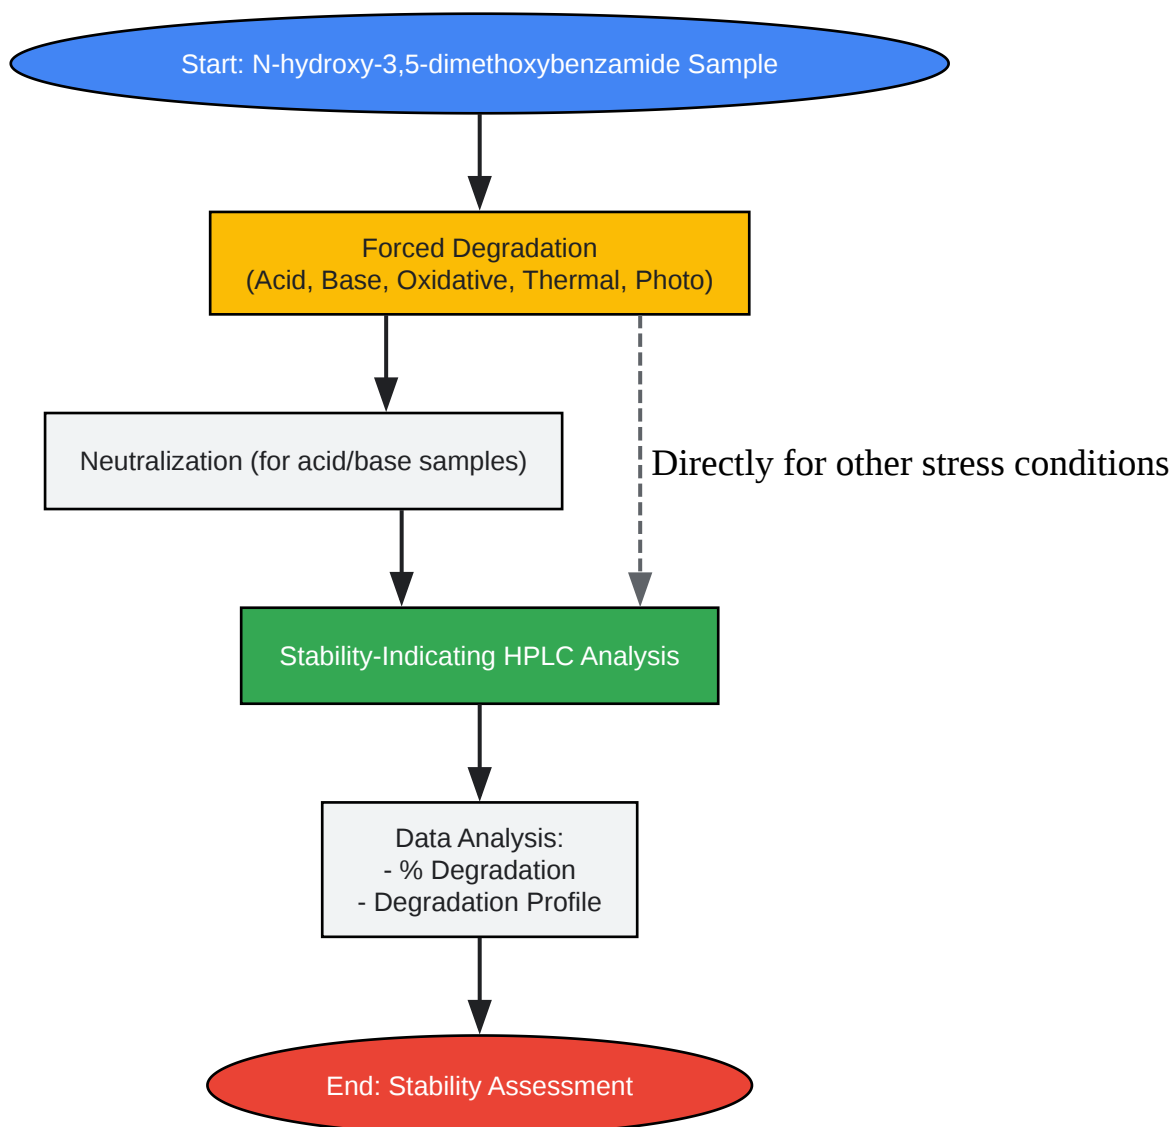 Start: N-hydroxy-3,5-dimethoxybenzamide Sample
Forced Degradation
(Acid, Base, Oxidative, Thermal, Photo)
Neutralization (for acid/base samples)
Directly for other stress conditions
Stability-Indicating HPLC Analysis
Data Analysis:
- % Degradation
- Degradation Profile
End: Stability Assessment